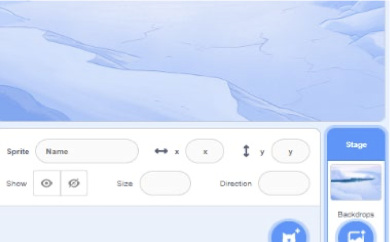 Stage
Sprite Name x x y y
Show Size Direction
Backdrops